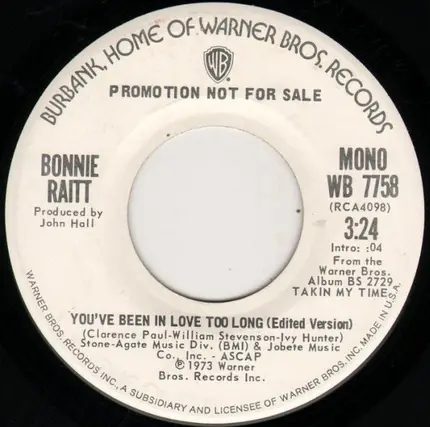 BURBANK, HOME OF WARNER BROS. RECORDS
WB
PROMOTION NOT FOR SALE
BONNIE
RAITT
Produced by
John Hall
MONO
WB 7758
(RCA4098)
3:24
Intro: :04
From the
Warner Bros.
Album BS 2729
TAKIN MY TIME
YOU'VE BEEN IN LOVE TOO LONG (Edited Version)
(Clarence Paul-William Stevenson-Ivy Hunter)
Stone-Agate Music Div. (BMI) & Jobete Music
Co., Inc. - ASCAP
℗ 1973 Warner
Bros. Records Inc.
WARNER BROS. RECORDS INC., A SUBSIDIARY AND LICENSEE OF WARNER BROS. INC. MADE IN U.S.A.